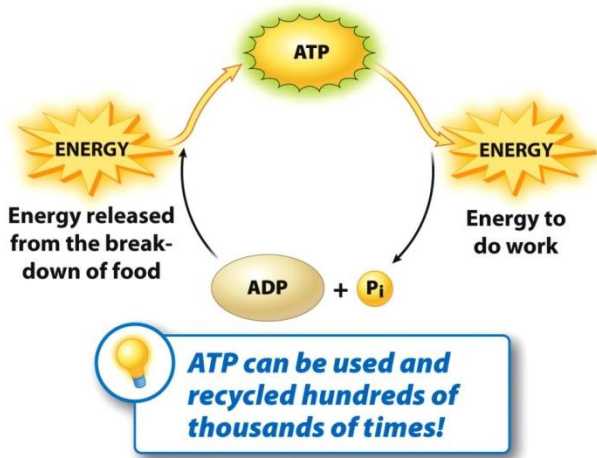 ATP
ENERGY
Energy released
from the break-
down of food
ENERGY
Energy to
do work
ADP + Pi
ATP can be used and
recycled hundreds of
thousands of times!